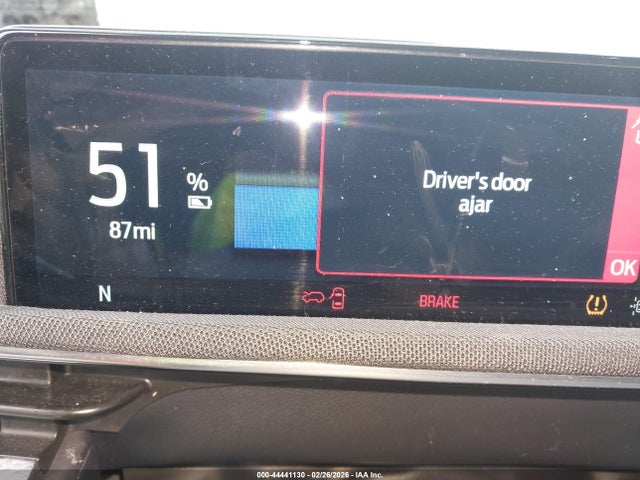 51 %
87mi
Driver's door
ajar
OK
N
BRAKE
000-44441130 - 02/26/2026 - IAA Inc.